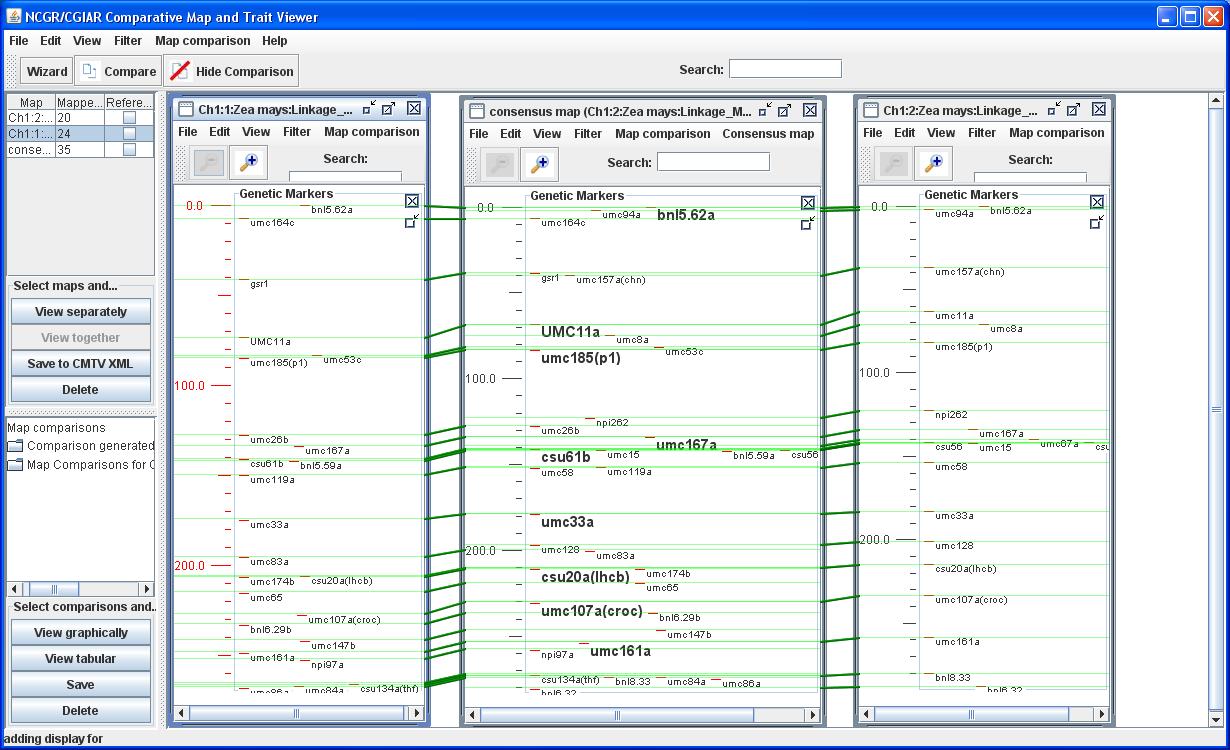 NCGR/CGIAR Comparative Map and Trait Viewer
File Edit View Filter Map comparison Help
Wizard Compare Hide Comparison Search:
Map Mappe... Refere...
Ch1:2:... 20
Ch1:1:... 24
conse... 35
Select maps and...
View separately
View together
Save to CMTV XML
Delete
Map comparisons
Comparison generated
Map Comparisons for C
Select comparisons and..
View graphically
View tabular
Save
Delete
adding display for
Ch1:1:Zea mays:Linkage_...
File Edit View Filter Map comparison
Search:
Genetic Markers
0.0 bnl5.62a
umc164c
gsr1
UMC11a
umc185(p1) umc53c
100.0
umc26b
umc167a
csu61b bnl5.59a
umc119a
umc33a
umc83a
200.0
umc174b csu20a(lhcb)
umc65
umc107a(croc)
bnl6.29b
umc147b
umc161a
npi97a
umc86a umc84a csu134a(thf)
consensus map (Ch1:2:Zea mays:Linkage_M...
File Edit View Filter Map comparison Consensus map
Search:
Genetic Markers
0.0 umc94a bnl5.62a
umc164c
gsr1 umc157a(chn)
UMC11a
umc8a
umc185(p1) umc53c
100.0
npi262
umc26b
umc167a
csu61b umc15 bnl5.59a csu56
umc58 umc119a
umc33a
200.0 umc128 umc83a
csu20a(lhcb) umc174b
umc65
umc107a(croc)
bnl6.29b
umc147b
npi97a umc161a
csu134a(thf) bnl8.33 umc84a umc86a
bnl6.32
Ch1:2:Zea mays:Linkage_...
File Edit View Filter Map comparison
Search:
Genetic Markers
0.0 umc94a bnl5.62a
umc157a(chn)
umc11a
umc8a
umc185(p1)
100.0
npi262
umc167a
csu56 umc15 umc67a csu
umc58
umc33a
200.0
umc128
csu20a(lhcb)
umc107a(croc)
umc161a
bnl8.33
bnl6.32